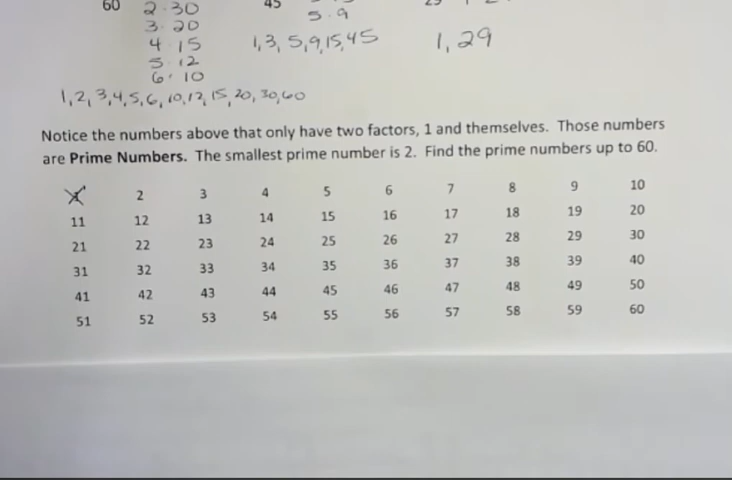 60 2·30 45
3·20 5·9
4·15 1,3,5,9,15,45 1,29
5·12
6·10
1,2,3,4,5,6,10,12,15,20,30,60
Notice the numbers above that only have two factors, 1 and themselves. Those numbers
are Prime Numbers. The smallest prime number is 2. Find the prime numbers up to 60.
2 3 4 5 6 7 8 9 10
11 12 13 14 15 16 17 18 19 20
21 22 23 24 25 26 27 28 29 30
31 32 33 34 35 36 37 38 39 40
41 42 43 44 45 46 47 48 49 50
51 52 53 54 55 56 57 58 59 60